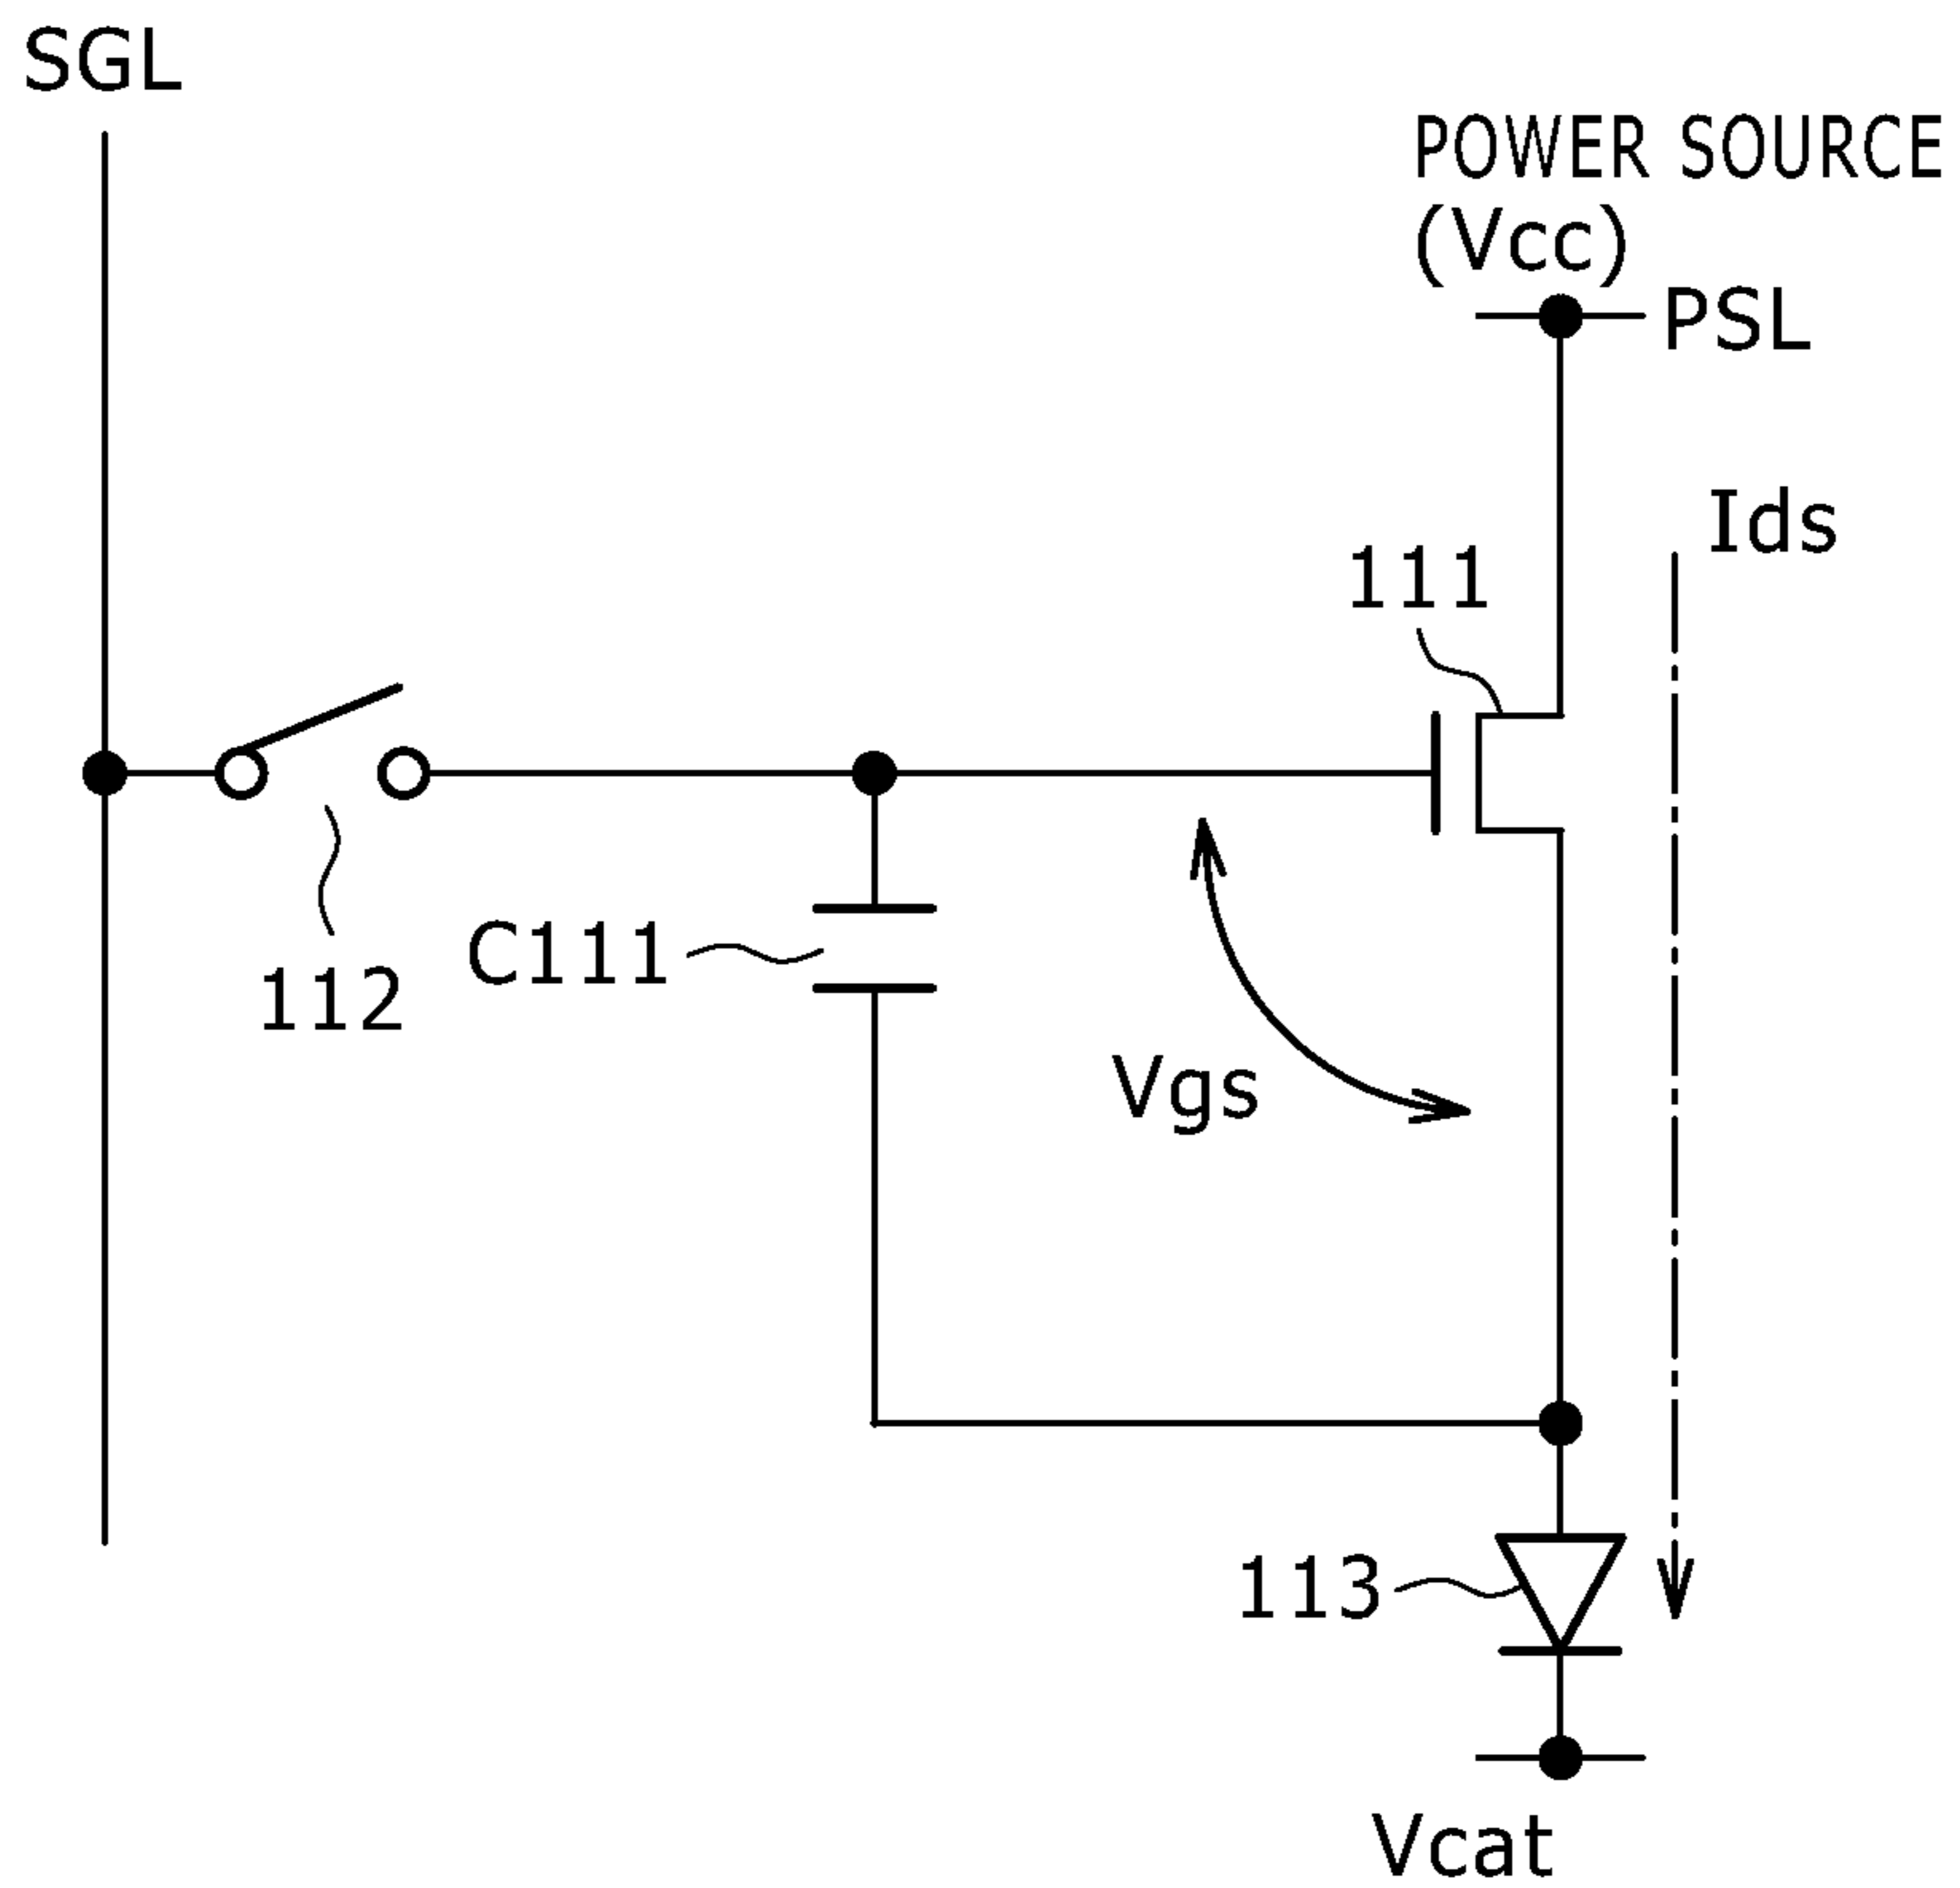 SGL
POWER SOURCE
(Vcc)
PSL
Ids
111
112
C111
Vgs
113
Vcat